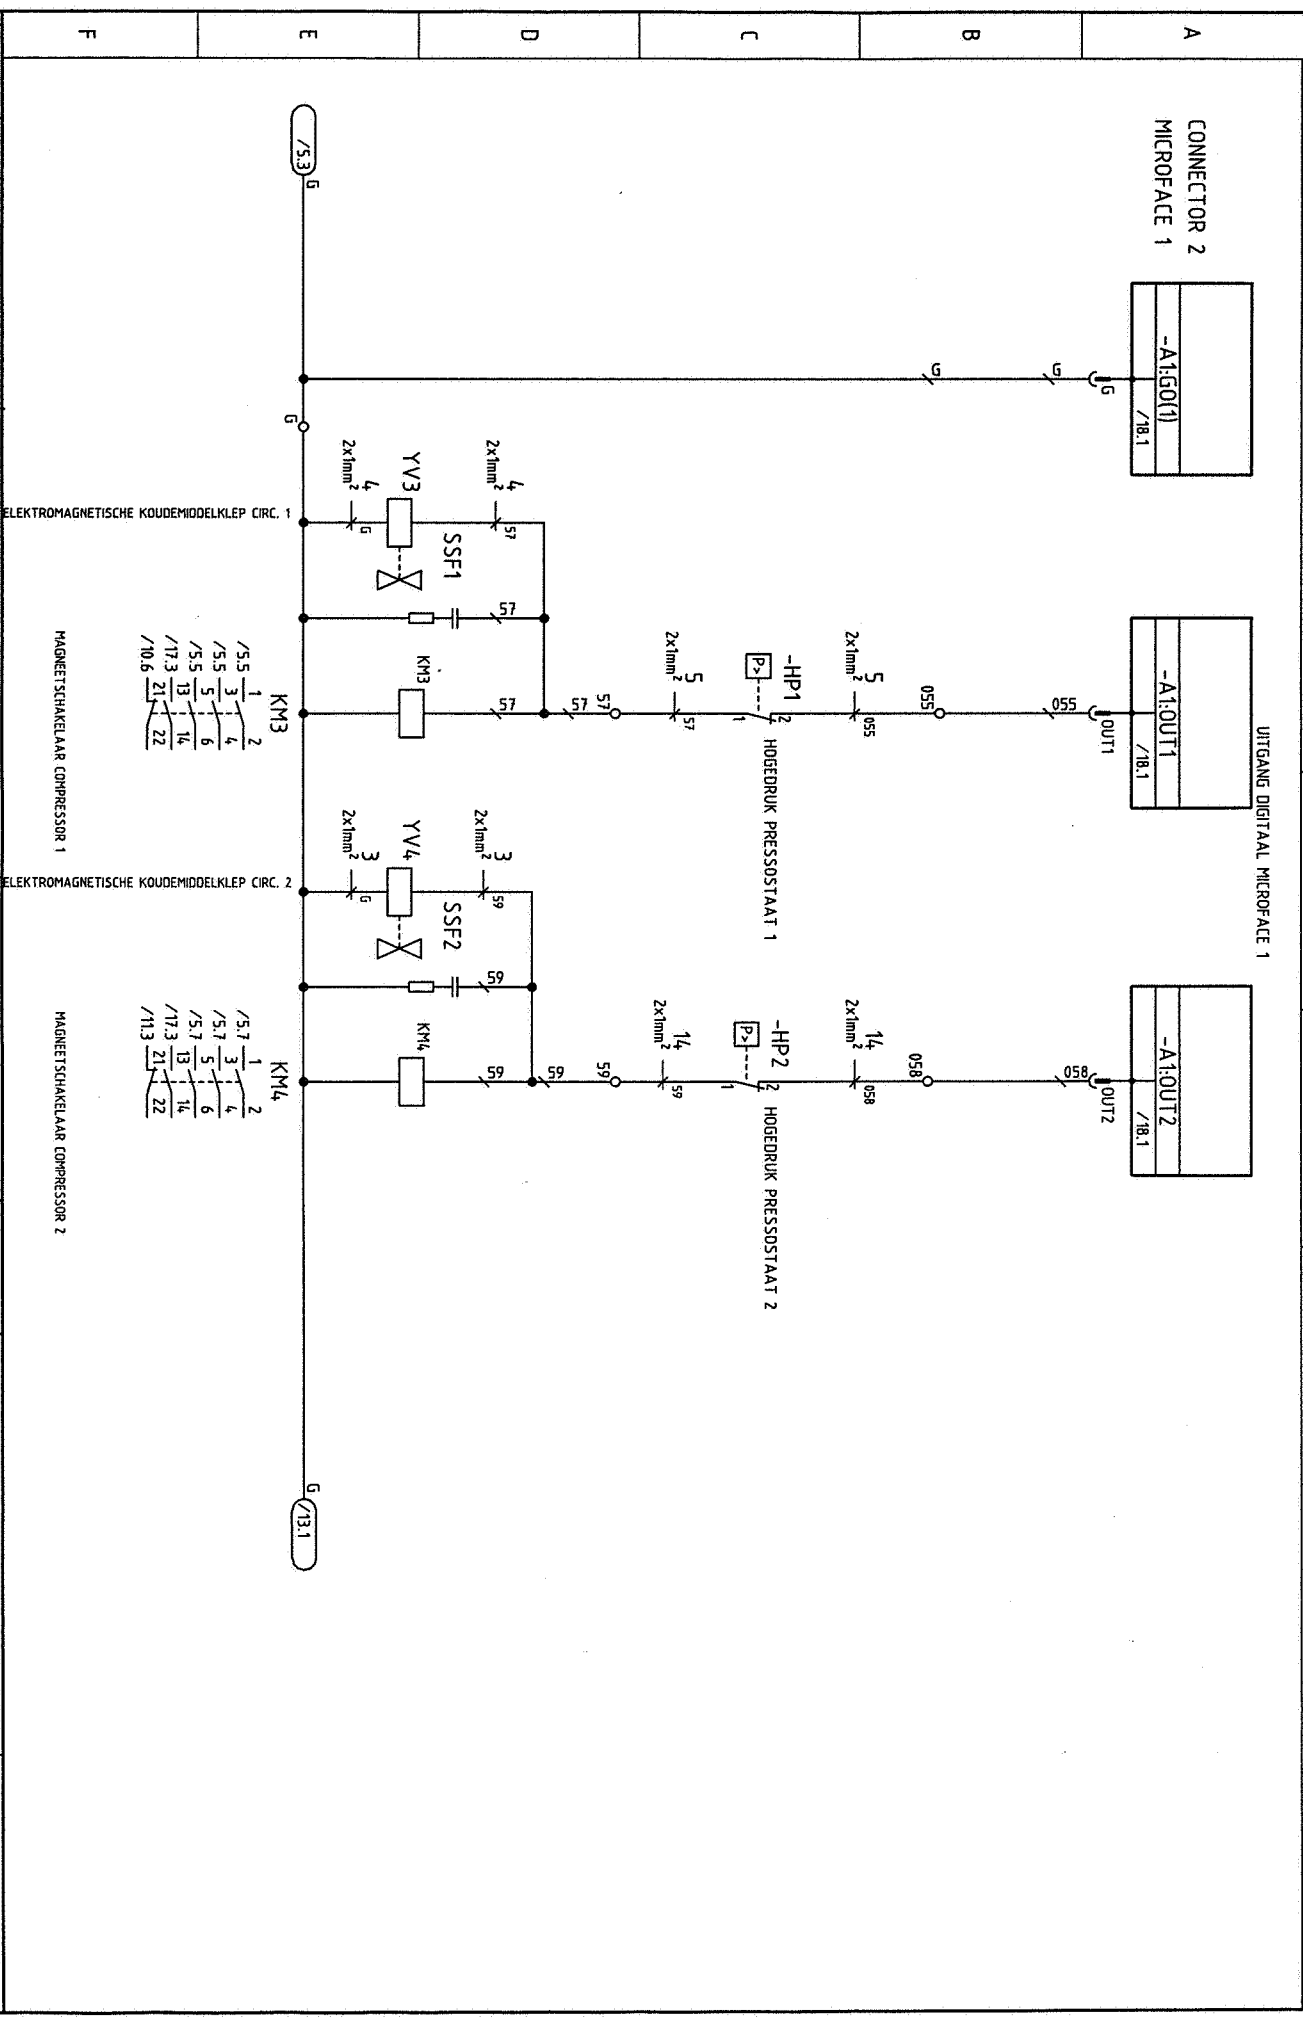 A
B
C
D
E
F
UITGANG DIGITAAL MICROFACE 1
CONNECTOR 2
MICROFACE 1
-A1:GO(1)
/18.1
G
G
G
-A1:OUT1
/18.1
OUT1
055
055
5
2x1mm²
055
-HP1
P>
2
1
HOGEDRUK PRESSOSTAAT 1
5
2x1mm²
57
57
57
57
57
-A1:OUT2
/18.1
OUT2
058
058
14
2x1mm²
058
-HP2
P>
2
1
HOGEDRUK PRESSOSTAAT 2
14
2x1mm²
59
59
59
59
59
4
2x1mm²
57
SSF1
YV3
4
2x1mm²
G
KM3
3
2x1mm²
59
SSF2
YV4
3
2x1mm²
G
KM4
/5.3
G
G
G
/13.1
ELEKTROMAGNETISCHE KOUDEMIDDELKLEP CIRC. 1
KM3
/5.5 1 2
/5.5 3 4
/5.5 5 6
/17.3 13 14
/10.6 21 22
MAGNEETSCHAKELAAR COMPRESSOR 1
ELEKTROMAGNETISCHE KOUDEMIDDELKLEP CIRC. 2
KM4
/5.7 1 2
/5.7 3 4
/5.7 5 6
/17.3 13 14
/11.3 21 22
MAGNEETSCHAKELAAR COMPRESSOR 2